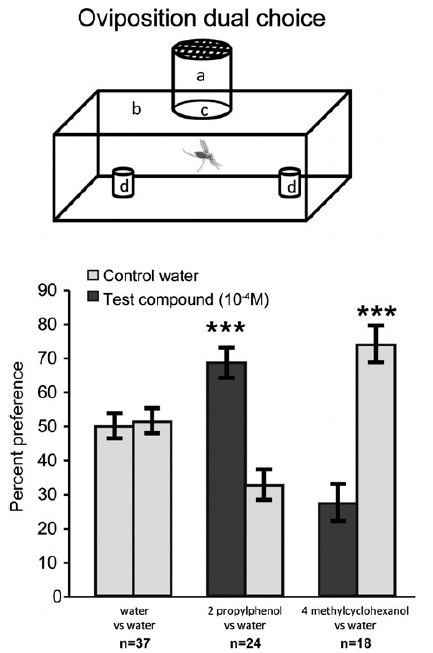 Oviposition dual choice
a
b
c
d
d
Control water
Test compound (10⁻⁴M)
90
80
70
60
50
40
30
20
10
0
Percent preference
***
***
water
vs water
n=37
2 propylphenol
vs water
n=24
4 methylcyclohexanol
vs water
n=18